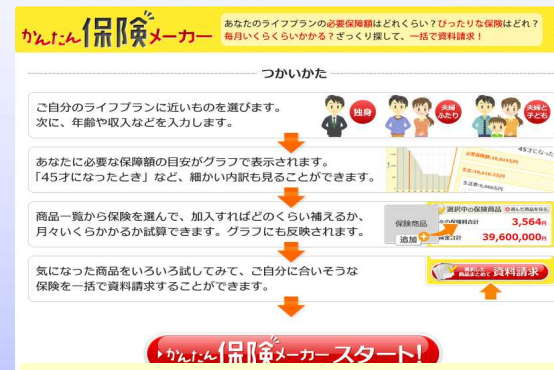 かんたん保険メーカー
あなたのライフプランの必要保障額はどれくらい？ぴったりな保険はどれ？
毎月いくらくらいかかる？ざっくり探して、一括で資料請求！
つかいかた
ご自分のライフプランに近いものを選びます。
次に、年齢や収入などを入力します。
独身
夫婦
ふたり
夫婦と
子ども
あなたに必要な保障額の目安がグラフで表示されます。
「45才になったとき」など、細かい内訳も見ることができます。
45才になった
商品一覧から保険を選んで、加入すればどのくらい補えるか、
月々いくらかかるか試算できます。グラフにも反映されます。
保険商品
追加
選択中の保険商品
3,564円
39,600,000円
気になった商品をいろいろ試してみて、ご自分に合いそうな
保険を一括で資料請求することができます。
選択した
商品まとめて
資料請求
かんたん保険メーカー スタート！